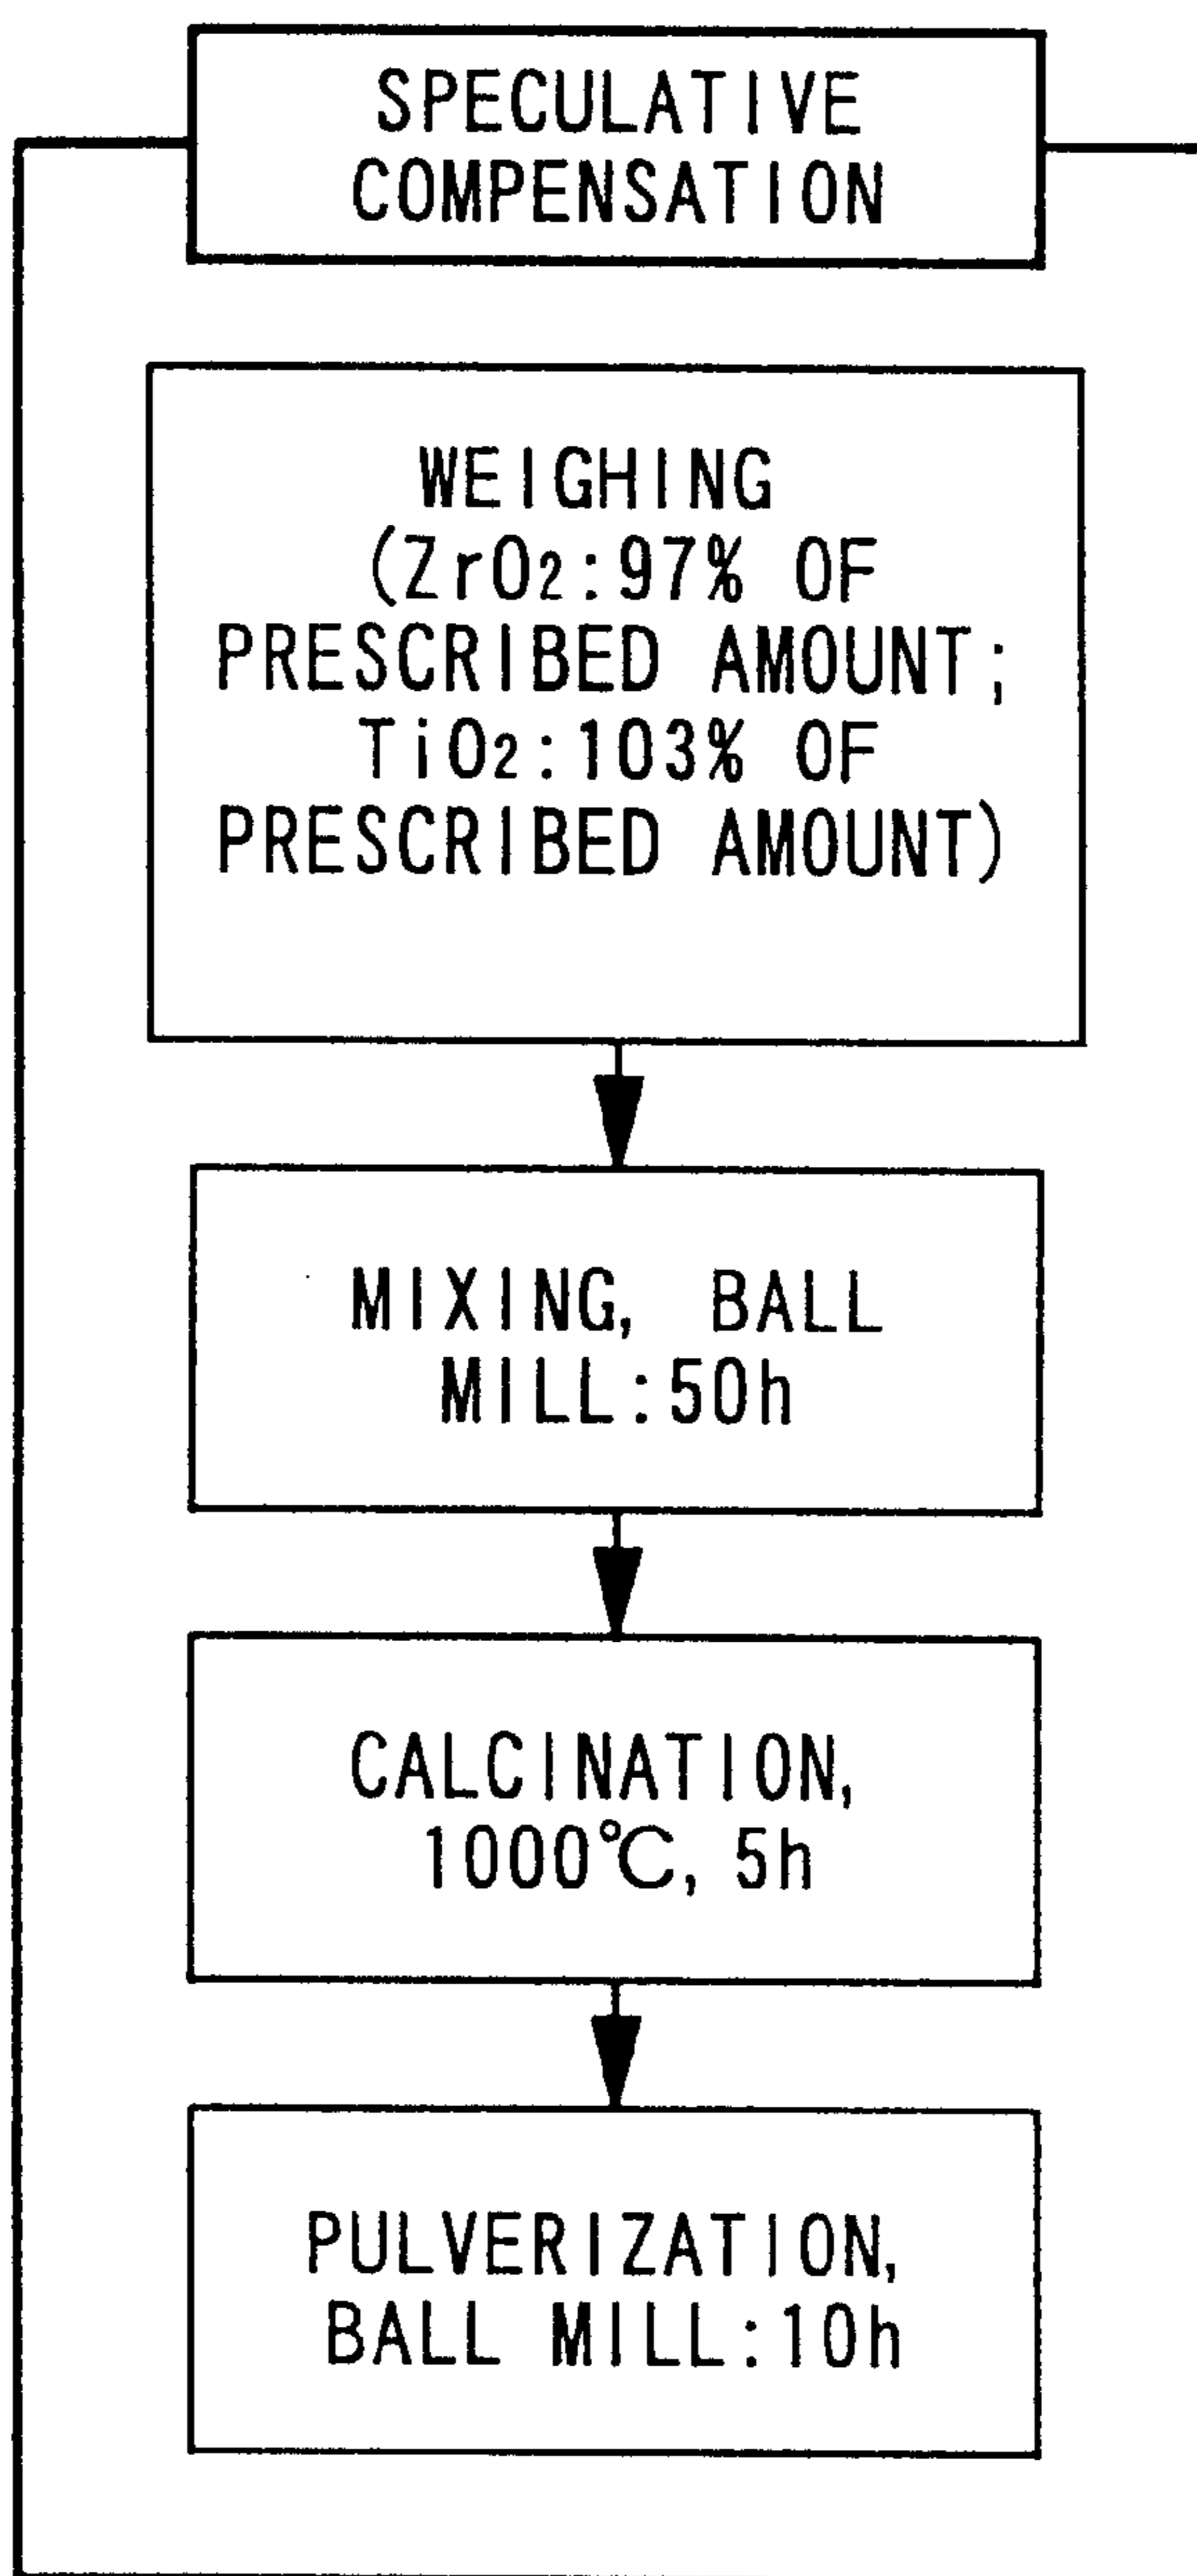 SPECULATIVE
COMPENSATION
WEIGHING
(ZrO₂:97% OF
PRESCRIBED AMOUNT;
TiO₂:103% OF
PRESCRIBED AMOUNT)
MIXING, BALL
MILL:50h
CALCINATION,
1000℃, 5h
PULVERIZATION,
BALL MILL:10h